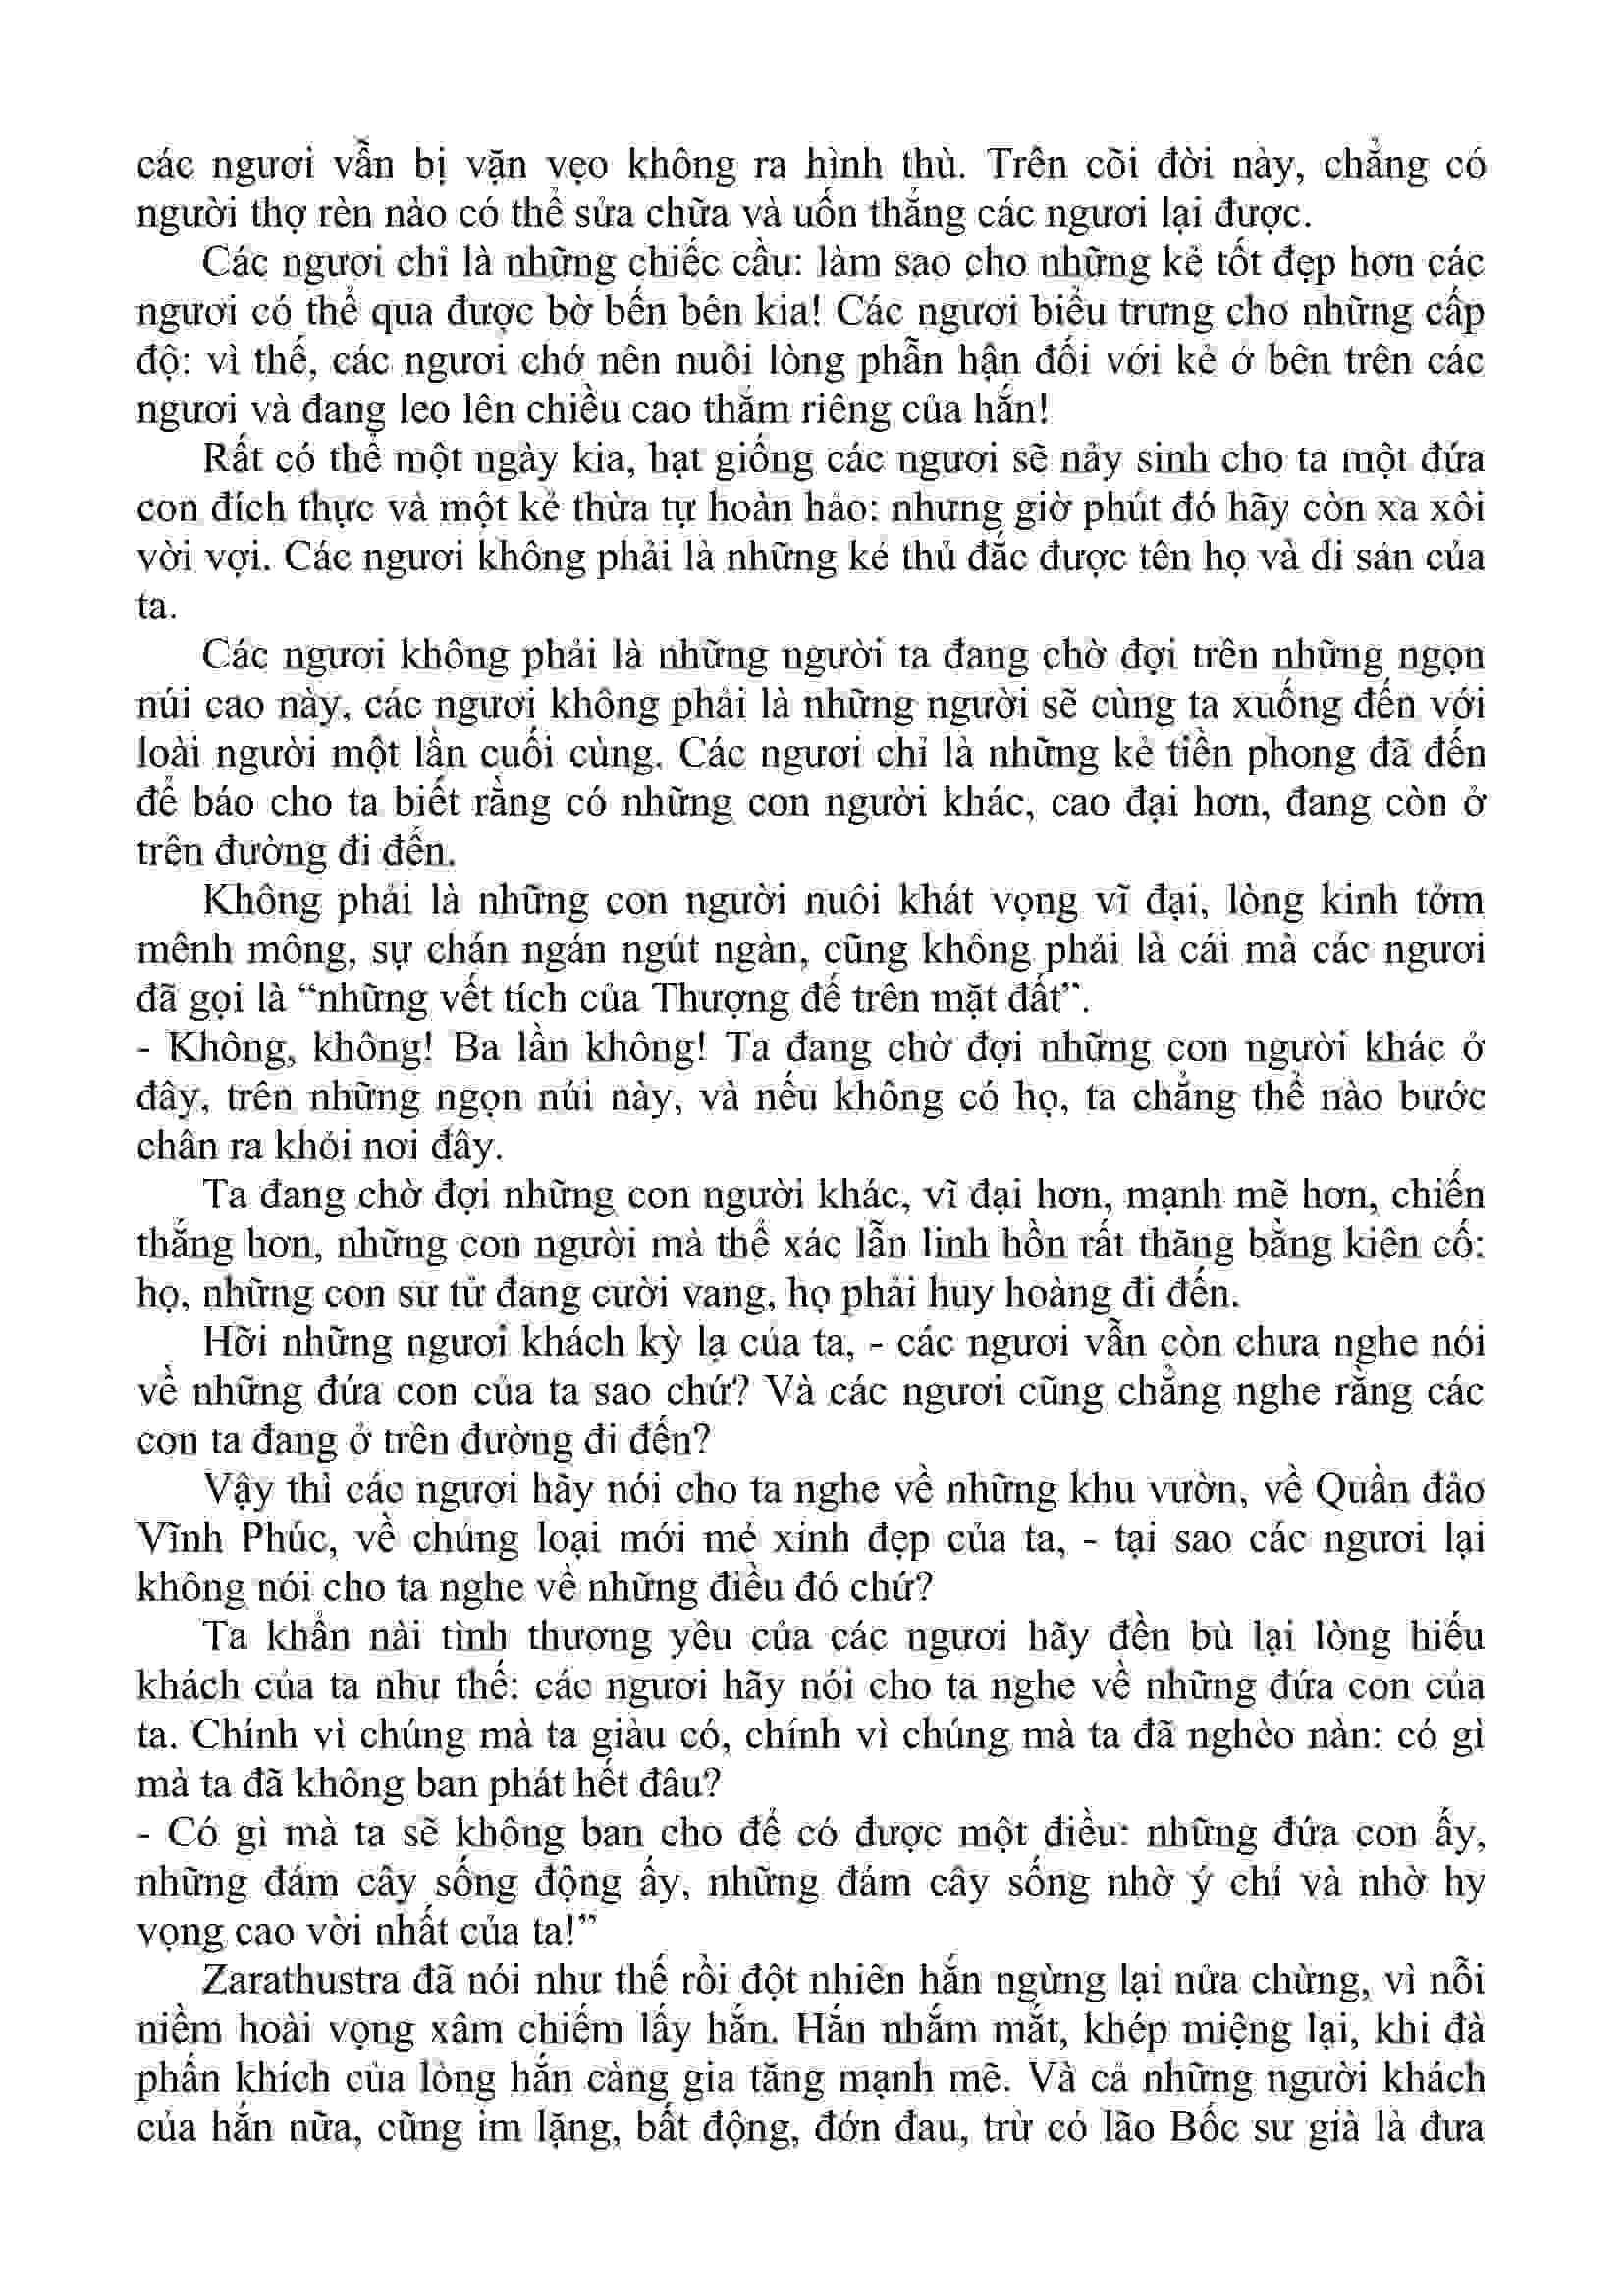 các ngươi vẫn bị vặn vẹo không ra hình thù. Trên cõi đời này, chẳng có
người thợ rèn nào có thể sửa chữa và uốn thẳng các ngươi lại được.
Các ngươi chỉ là những chiếc cầu: làm sao cho những kẻ tốt đẹp hơn các
ngươi có thể qua được bờ bến bên kia! Các ngươi biểu trưng cho những cấp
độ: vì thế, các ngươi chớ nên nuôi lòng phẫn hận đối với kẻ ở bên trên các
ngươi và đang leo lên chiều cao thẳm riêng của hắn!
Rất có thể một ngày kia, hạt giống các ngươi sẽ nảy sinh cho ta một đứa
con đích thực và một kẻ thừa tự hoàn hảo: nhưng giờ phút đó hãy còn xa xôi
vời vợi. Các ngươi không phải là những kẻ thủ đắc được tên họ và di sản của
ta.
Các ngươi không phải là những người ta đang chờ đợi trên những ngọn
núi cao này, các ngươi không phải là những người sẽ cùng ta xuống đến với
loài người một lần cuối cùng. Các ngươi chỉ là những kẻ tiền phong đã đến
để báo cho ta biết rằng có những con người khác, cao đại hơn, đang còn ở
trên đường đi đến.
Không phải là những con người nuôi khát vọng vĩ đại, lòng kinh tởm
mênh mông, sự chán ngán ngút ngàn, cũng không phải là cái mà các ngươi
đã gọi là “những vết tích của Thượng đế trên mặt đất”.
- Không, không! Ba lần không! Ta đang chờ đợi những con người khác ở
đây, trên những ngọn núi này, và nếu không có họ, ta chẳng thể nào bước
chân ra khỏi nơi đây.
Ta đang chờ đợi những con người khác, vĩ đại hơn, mạnh mẽ hơn, chiến
thắng hơn, những con người mà thể xác lẫn linh hồn rất thăng bằng kiên cố:
họ, những con sư tử đang cười vang, họ phải huy hoàng đi đến.
Hỡi những ngươi khách kỳ lạ của ta, - các ngươi vẫn còn chưa nghe nói
về những đứa con của ta sao chứ? Và các ngươi cũng chẳng nghe rằng các
con ta đang ở trên đường đi đến?
Vậy thì các ngươi hãy nói cho ta nghe về những khu vườn, về Quần đảo
Vĩnh Phúc, về chủng loại mới mẻ xinh đẹp của ta, - tại sao các ngươi lại
không nói cho ta nghe về những điều đó chứ?
Ta khẩn nài tình thương yêu của các ngươi hãy đền bù lại lòng hiếu
khách của ta như thế: các ngươi hãy nói cho ta nghe về những đứa con của
ta. Chính vì chúng mà ta giàu có, chính vì chúng mà ta đã nghèo nàn: có gì
mà ta đã không ban phát hết đâu?
- Có gì mà ta sẽ không ban cho để có được một điều: những đứa con ấy,
những đám cây sống động ấy, những đám cây sống nhờ ý chí và nhờ hy
vọng cao vời nhất của ta!”
Zarathustra đã nói như thế rồi đột nhiên hắn ngừng lại nửa chừng, vì nỗi
niềm hoài vọng xâm chiếm lấy hắn. Hắn nhắm mắt, khép miệng lại, khi đà
phấn khích của lòng hắn càng gia tăng mạnh mẽ. Và cả những người khách
của hắn nữa, cũng im lặng, bất động, đớn đau, trừ có lão Bốc sư già là đưa